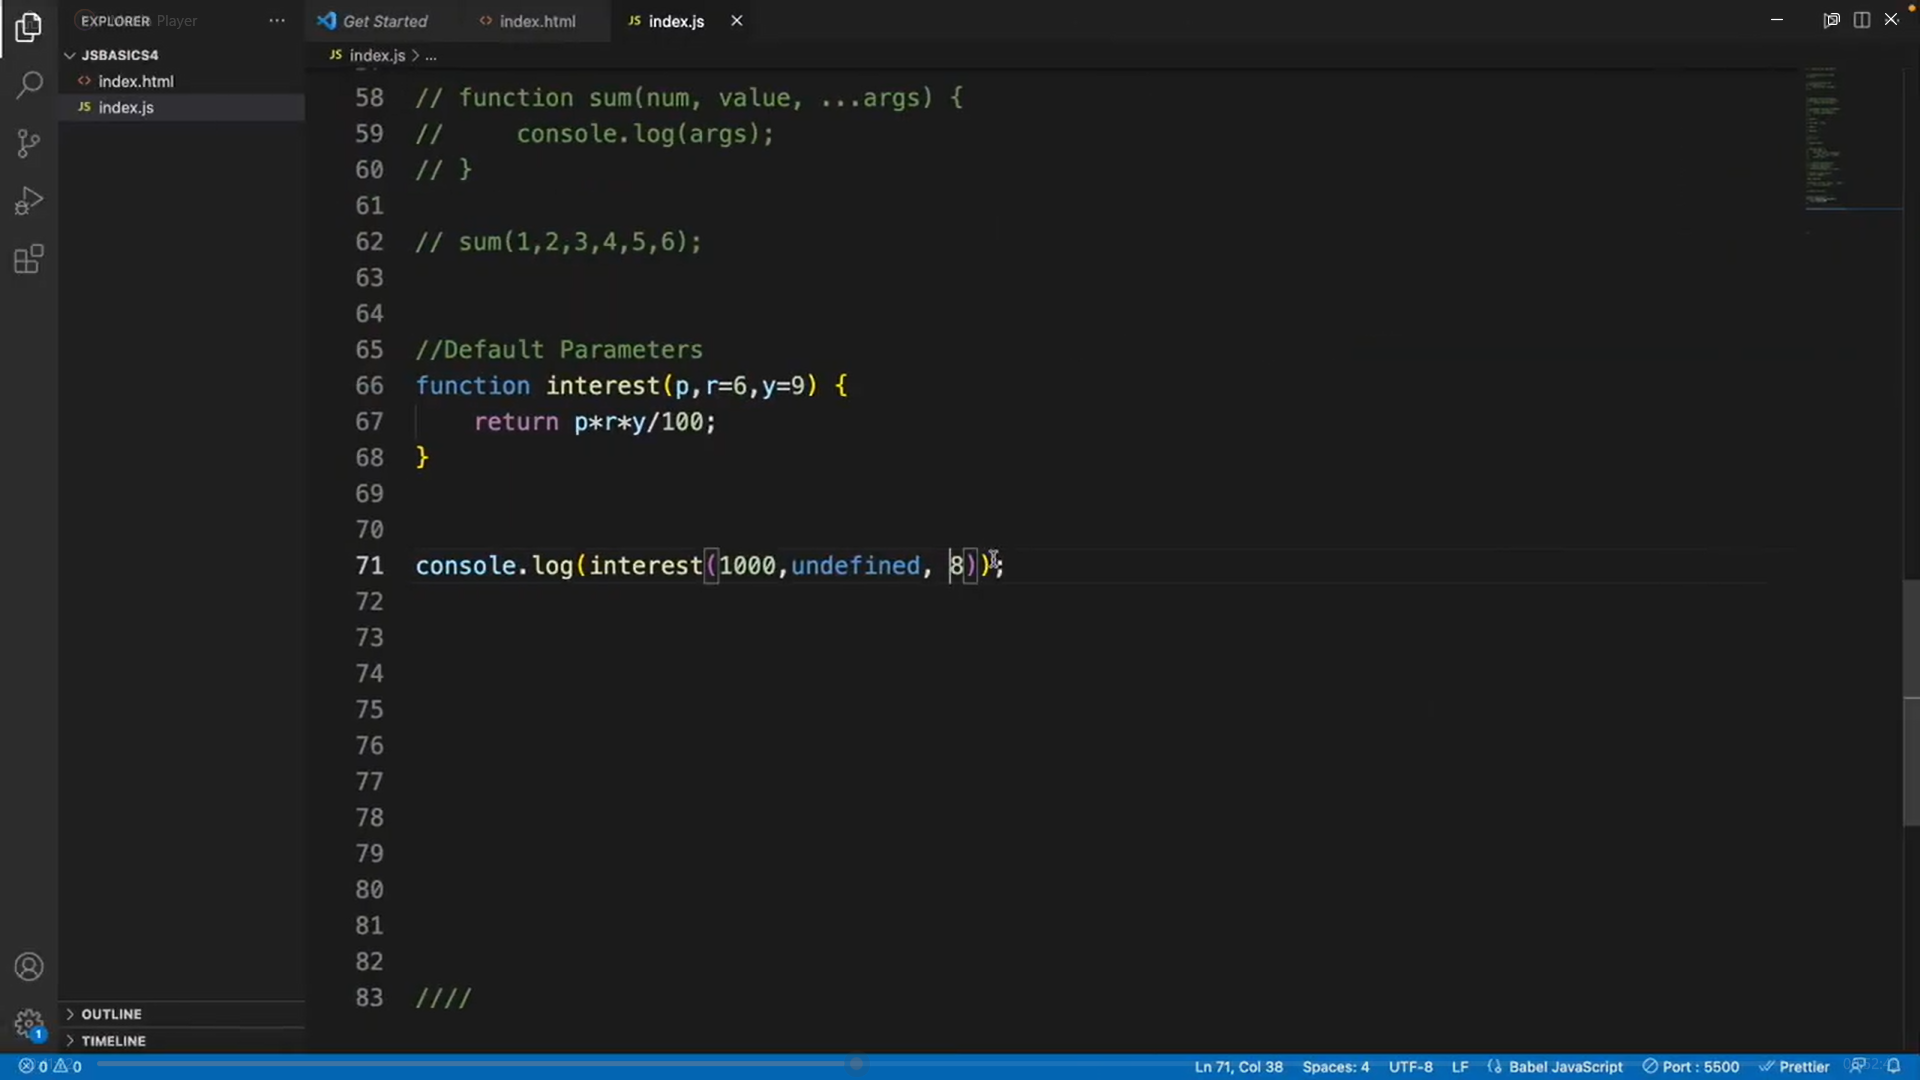 EXPLORER Player
JSBASICS4
index.html
JS index.js
OUTLINE
TIMELINE
Get Started
index.html
JS index.js
JS index.js > ...
58 // function sum(num, value, ...args) {
59 //     console.log(args);
60 // }
61
62 // sum(1,2,3,4,5,6);
63
64
65 //Default Parameters
66 function interest(p,r=6,y=9) {
67     return p*r*y/100;
68 }
69
70
71 console.log(interest(1000,undefined, 8));
72
73
74
75
76
77
78
79
80
81
82
83 ////
1
0 0
Ln 71, Col 38
Spaces: 4
UTF-8
LF
Babel JavaScript
Port : 5500
Prettier